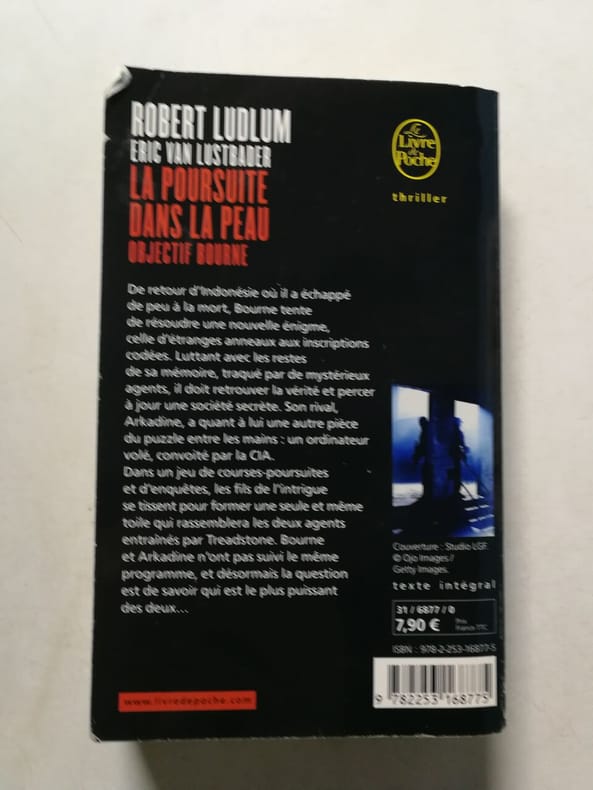 ROBERT LUDLUM
ERIC VAN LUSTBADER
LA POURSUITE
DANS LA PEAU
OBJECTIF BOURNE
Le
Livre
de
Poche
thriller
De retour d'Indonésie où il a échappé
de peu à la mort, Bourne tente
de résoudre une nouvelle énigme,
celle d'étranges anneaux aux inscriptions
codées. Luttant avec les restes
de sa mémoire, traqué par de mystérieux
agents, il doit retrouver la vérité et percer
à jour une société secrète. Son rival,
Arkadine, a quant à lui une autre pièce
du puzzle entre les mains : un ordinateur
volé, convoité par la CIA.
Dans un jeu de courses-poursuites
et d'enquêtes, les fils de l'intrigue
se tissent pour former une seule et même
toile qui rassemblera les deux agents
entraînés par Treadstone. Bourne
et Arkadine n'ont pas suivi le même
programme, et désormais la question
est de savoir qui est le plus puissant
des deux...
Couverture : Studio LGF
© Ojo Images /
Getty Images.
texte intégral
31 / 6877 / 0
7,90 €
Prix
France TTC
ISBN : 978-2-253-16877-5
9 782253 168775
www.livredepoche.com